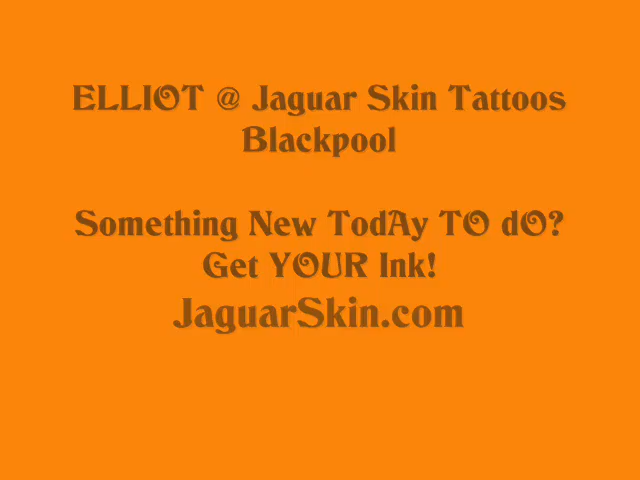 ELLIOT @ Jaguar Skin Tattoos
Blackpool
Something New TodAy TO dO?
Get YOUR Ink!
JaguarSkin.com